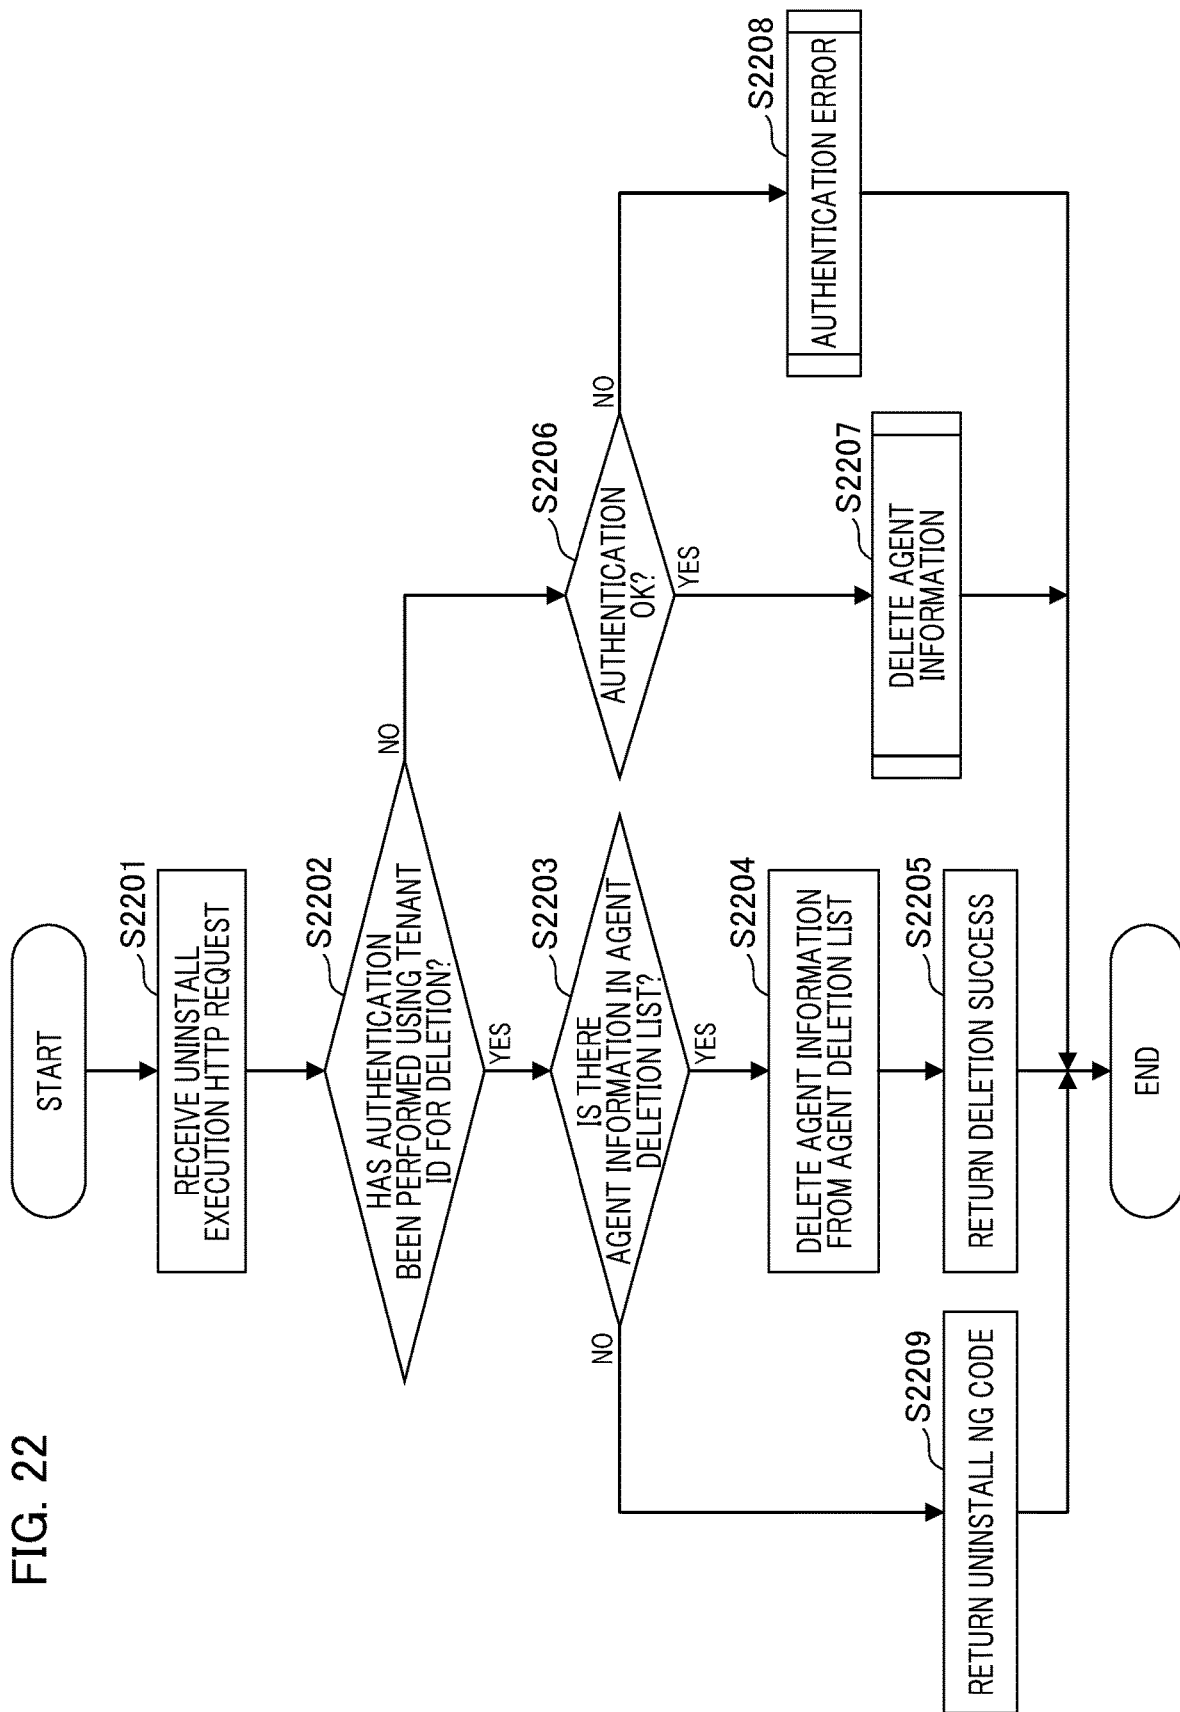 FIG. 22
START
S2201
RECEIVE UNINSTALL
EXECUTION HTTP REQUEST
S2202
HAS AUTHENTICATION
BEEN PERFORMED USING TENANT
ID FOR DELETION?
NO
YES
S2203
IS THERE
AGENT INFORMATION IN AGENT
DELETION LIST?
NO
YES
S2206
AUTHENTICATION
OK?
NO
YES
S2204
DELETE AGENT INFORMATION
FROM AGENT DELETION LIST
S2208
AUTHENTICATION ERROR
S2207
DELETE AGENT
INFORMATION
S2209
RETURN UNINSTALL NG CODE
S2205
RETURN DELETION SUCCESS
END